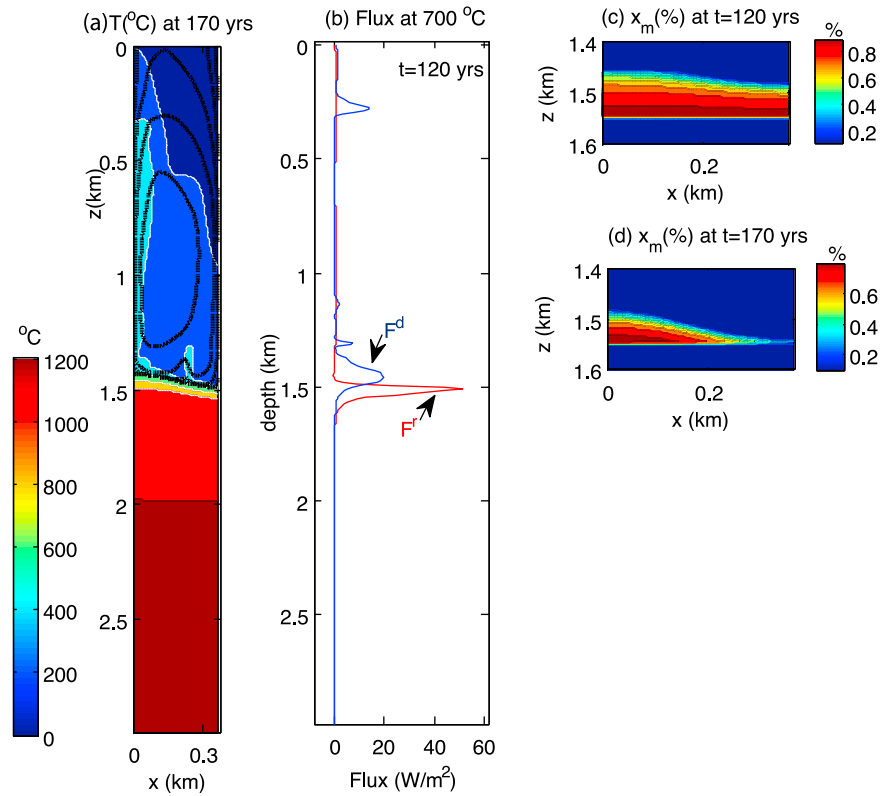 (a)T(°C) at 170 yrs
0
0.5
z(km)
1
1.5
2
2.5
0
0.3
x (km)
°C
1200
1000
800
600
400
200
0
(b) Flux at 700 °C
t=120 yrs
0
0.5
1
depth (km)
1.5
2
2.5
F^d
F^r
0
20
40
60
Flux (W/m²)
(c) x_m(%) at t=120 yrs
1.4
z (km)
1.5
1.6
0
0.2
x (km)
%
0.8
0.6
0.4
0.2
(d) x_m(%) at t=170 yrs
1.4
z (km)
1.5
1.6
0
0.2
x (km)
%
0.8
0.6
0.4
0.2